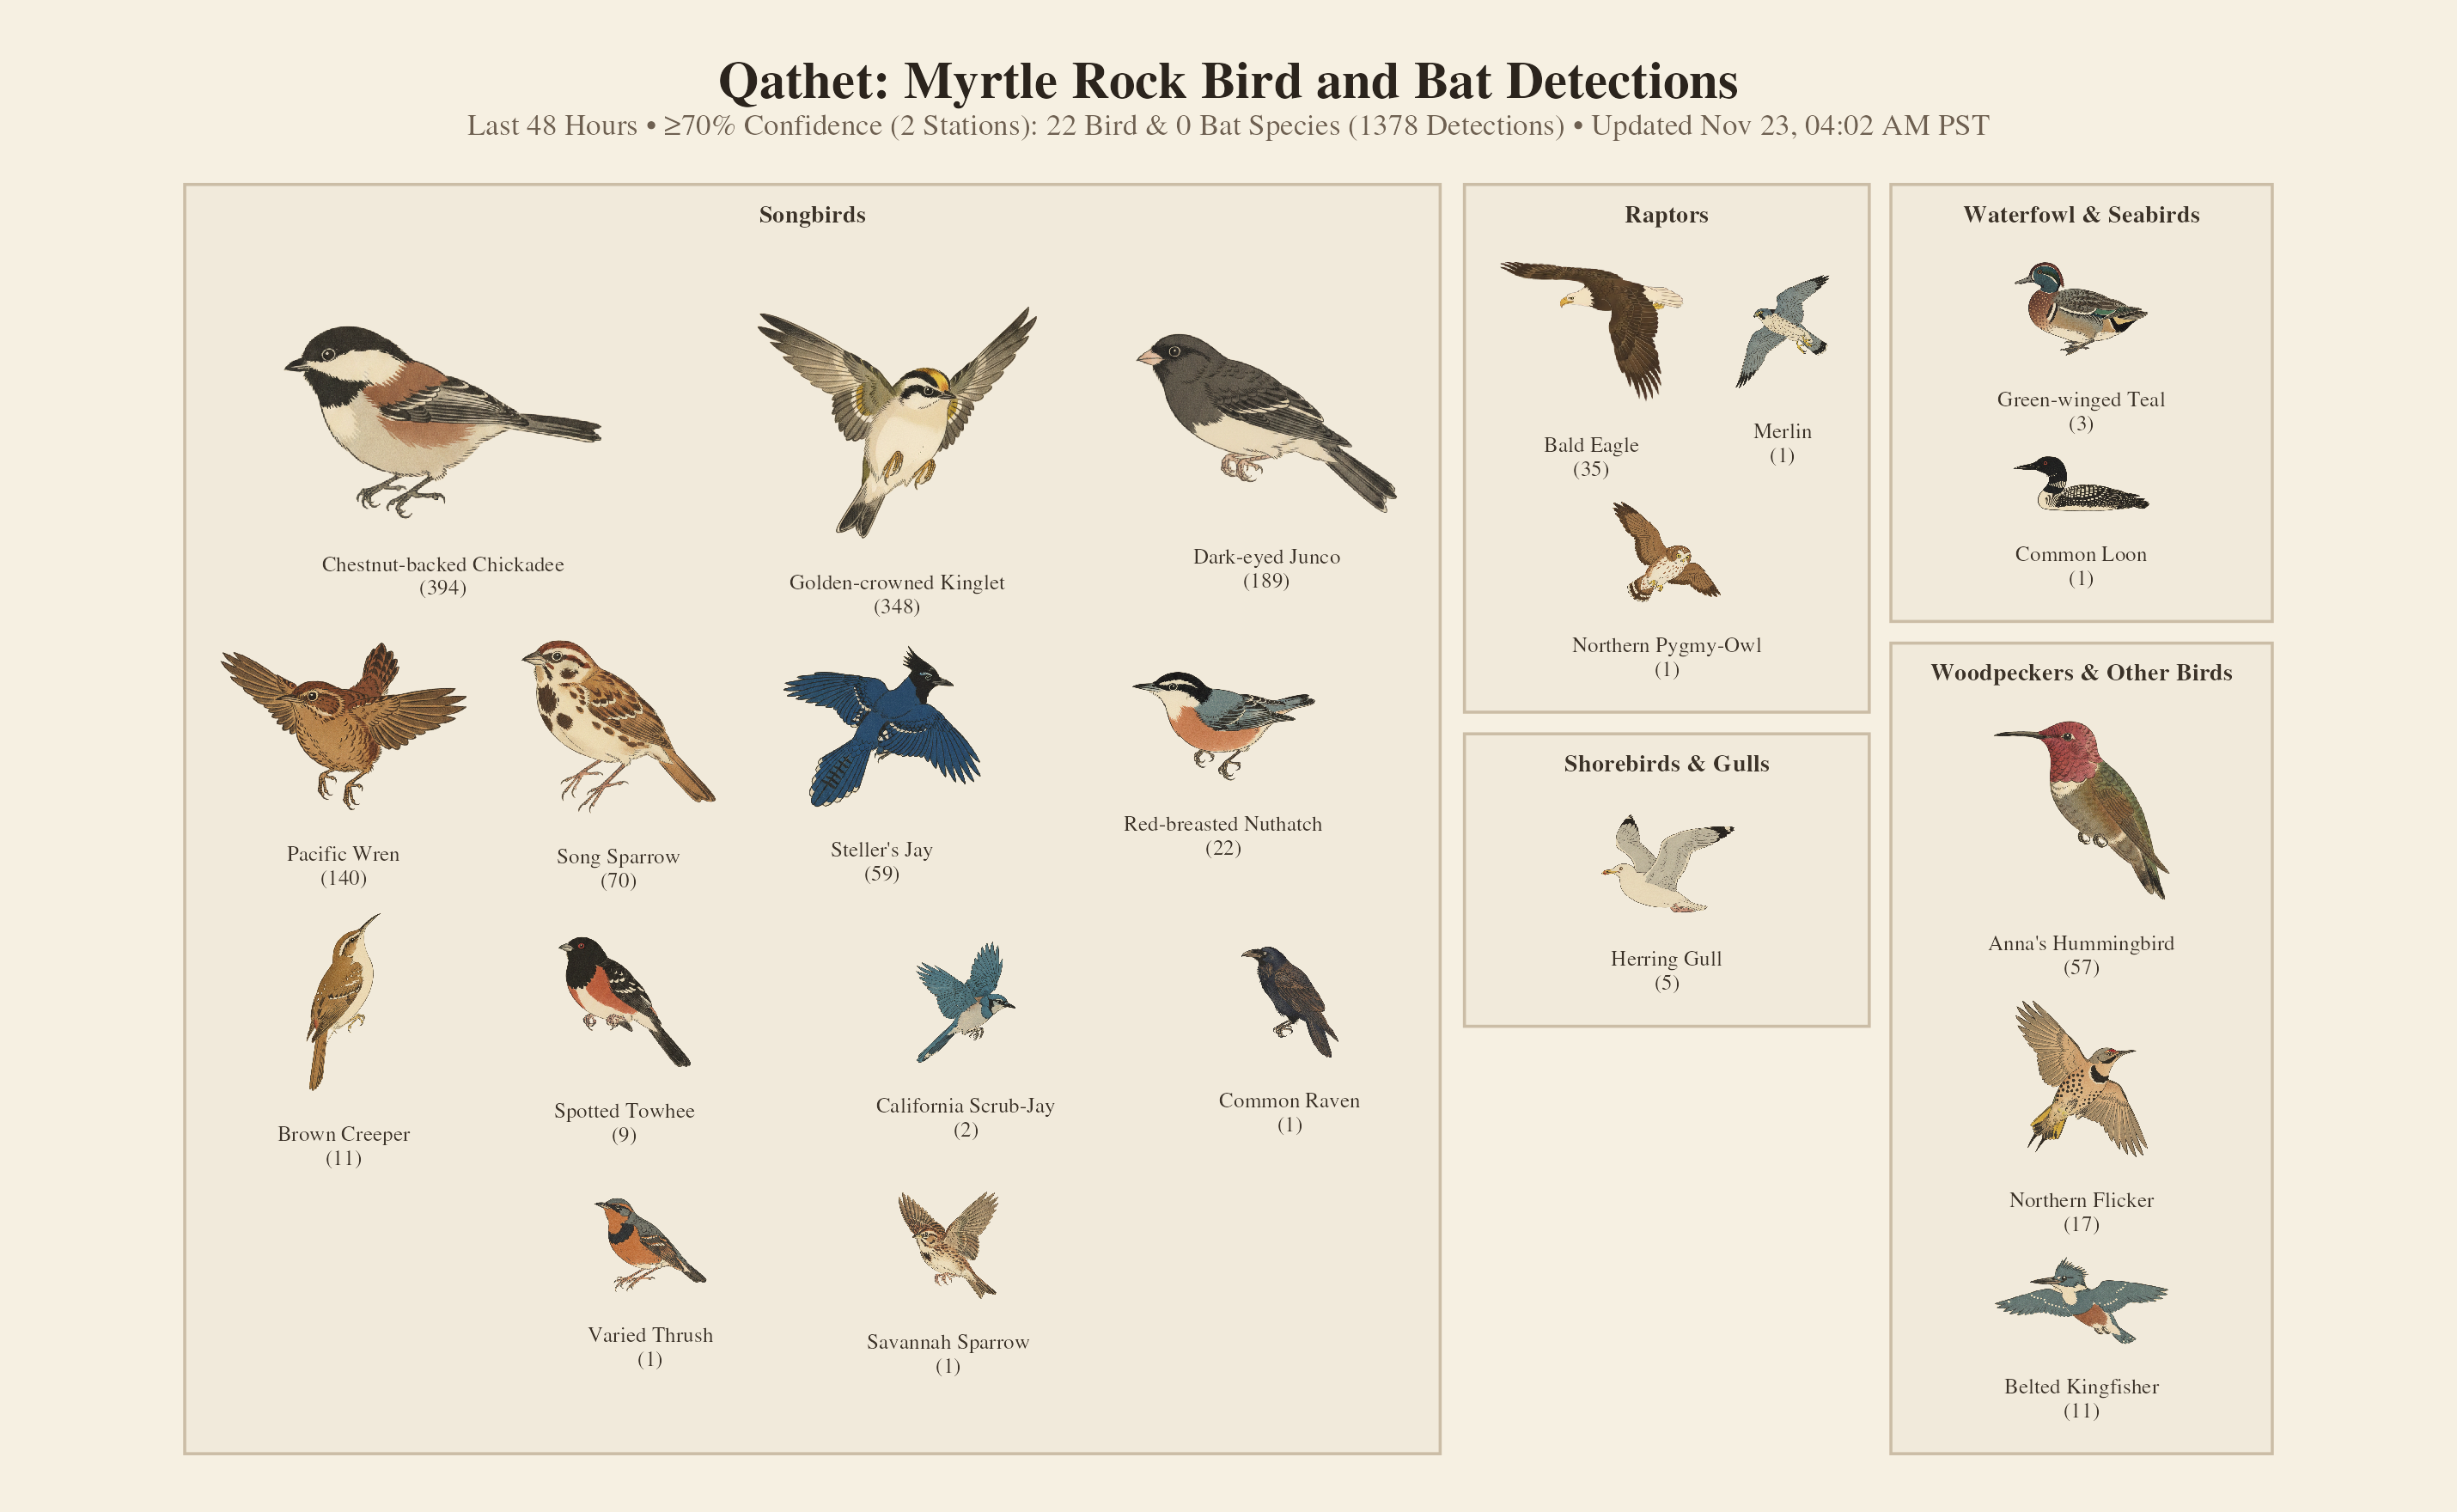 Qathet: Myrtle Rock Bird and Bat Detections
Last 48 Hours • ≥70% Confidence (2 Stations): 22 Bird & 0 Bat Species (1378 Detections) • Updated Nov 23, 04:02 AM PST
Songbirds
Chestnut-backed Chickadee
(394)
Golden-crowned Kinglet
(348)
Dark-eyed Junco
(189)
Pacific Wren
(140)
Song Sparrow
(70)
Steller's Jay
(59)
Red-breasted Nuthatch
(22)
Brown Creeper
(11)
Spotted Towhee
(9)
California Scrub-Jay
(2)
Common Raven
(1)
Varied Thrush
(1)
Savannah Sparrow
(1)
Raptors
Bald Eagle
(35)
Merlin
(1)
Northern Pygmy-Owl
(1)
Shorebirds & Gulls
Herring Gull
(5)
Waterfowl & Seabirds
Green-winged Teal
(3)
Common Loon
(1)
Woodpeckers & Other Birds
Anna's Hummingbird
(57)
Northern Flicker
(17)
Belted Kingfisher
(11)